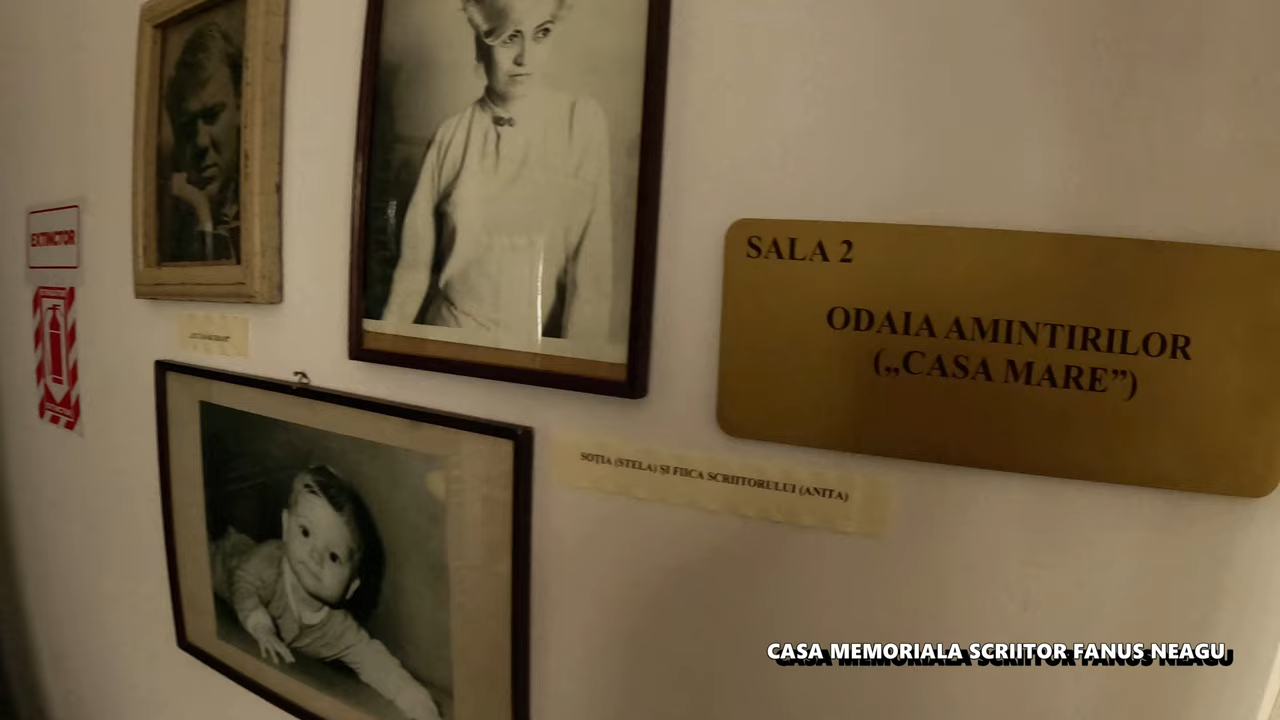 EXTINCTOR
SALA 2
ODAIA AMINTIRILOR
(„CASA MARE”)
SOȚIA (STELA) ȘI FIICA SCRIITORULUI (ANITA)
CASA MEMORIALA SCRIITOR FANUS NEAGU